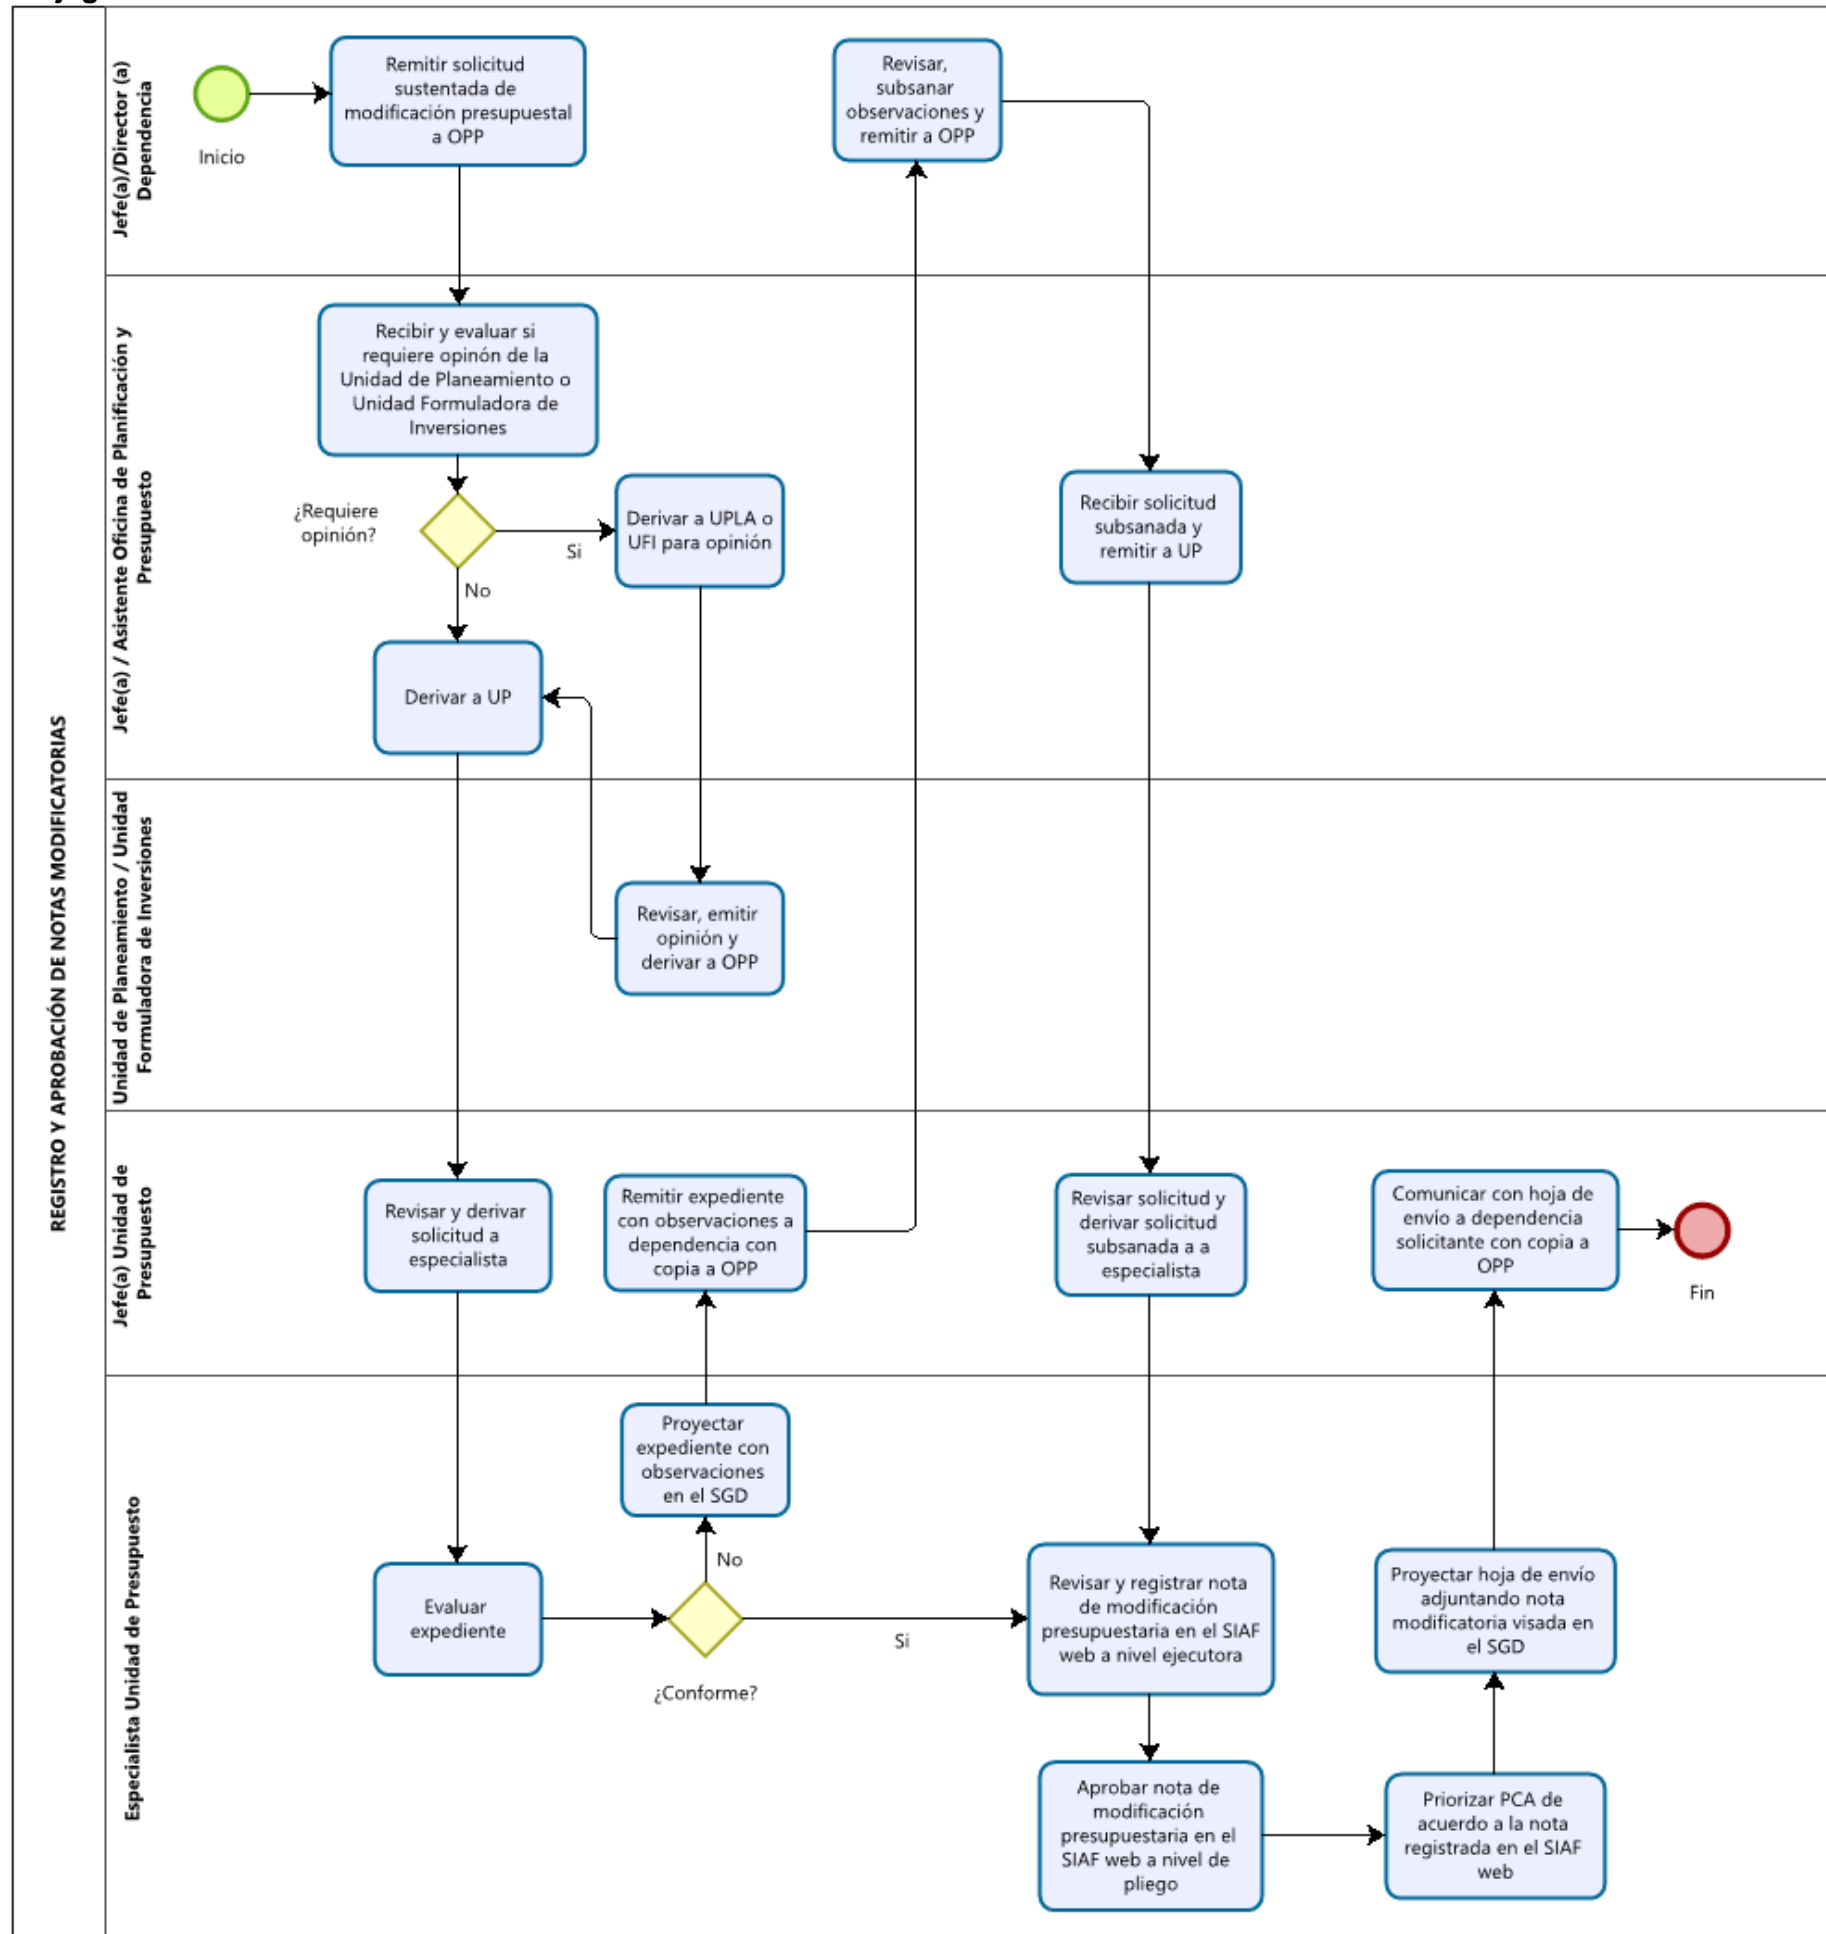 REGISTRO Y APROBACIÓN DE NOTAS MODIFICATORIAS
Jefe(a)/Director (a)
Dependencia
Inicio
Remitir solicitud
sustentada de
modificación presupuestal
a OPP
Revisar,
subsanar
observaciones y
remitir a OPP
Jefe(a) / Asistente Oficina de Planificación y
Presupuesto
Recibir y evaluar si
requiere opinón de la
Unidad de Planeamiento o
Unidad Formuladora de
Inversiones
¿Requiere
opinión?
Si
No
Derivar a UPLA o
UFI para opinión
Derivar a UP
Recibir solicitud
subsanada y
remitir a UP
Unidad de Planeamiento / Unidad
Formuladora de Inversiones
Revisar, emitir
opinión y
derivar a OPP
Jefe(a) Unidad de
Presupuesto
Revisar y derivar
solicitud a
especialista
Remitir expediente
con observaciones a
dependencia con
copia a OPP
Revisar solicitud y
derivar solicitud
subsanada a a
especialista
Comunicar con hoja de
envío a dependencia
solicitante con copia a
OPP
Fin
Especialista Unidad de Presupuesto
Proyectar
expediente con
observaciones
en el SGD
No
Evaluar
expediente
¿Conforme?
Si
Revisar y registrar nota
de modificación
presupuestaria en el SIAF
web a nivel ejecutora
Proyectar hoja de envío
adjuntando nota
modificatoria visada en
el SGD
Aprobar nota de
modificación
presupuestaria en el
SIAF web a nivel de
pliego
Priorizar PCA de
acuerdo a la nota
registrada en el SIAF
web